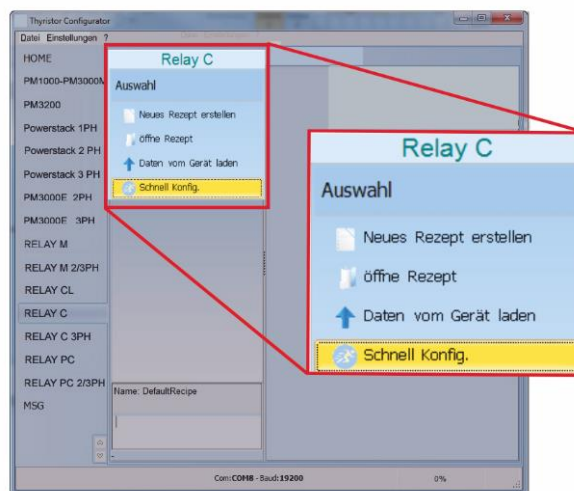 Thyristor Configurator
Datei Einstellungen ?
HOME
PM1000-PM3000M
PM3200
Powerstack 1PH
Powerstack 2 PH
Powerstack 3 PH
PM3000E 2PH
PM3000E 3PH
RELAY M
RELAY M 2/3PH
RELAY CL
RELAY C
RELAY C 3PH
RELAY PC
RELAY PC 2/3PH
MSG
Relay C
Auswahl
Neues Rezept erstellen
öffne Rezept
Daten vom Gerät laden
Schnell Konfig.
Name: DefaultRecipe
Com:COM8 - Baud:19200
0%
Relay C
Auswahl
Neues Rezept erstellen
öffne Rezept
Daten vom Gerät laden
Schnell Konfig.